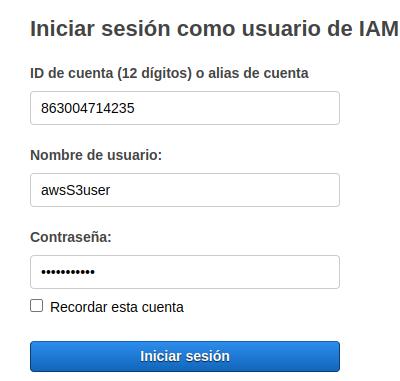 Iniciar sesión como usuario de IAM
ID de cuenta (12 dígitos) o alias de cuenta
863004714235
Nombre de usuario:
awsS3user
Contraseña:
•••••••••••
Recordar esta cuenta
Iniciar sesión